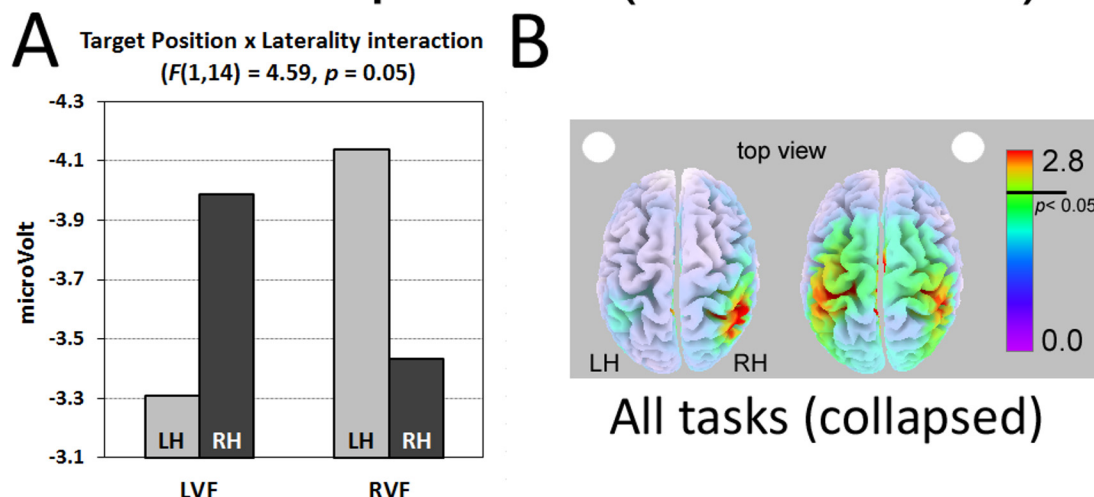 A
Target Position x Laterality interaction
(F(1,14) = 4.59, p = 0.05)
-4.3
-4.1
-3.9
-3.7
-3.5
-3.3
-3.1
microVolt
LH
RH
LH
RH
LVF
RVF
B
top view
2.8
p< 0.05
0.0
LH
RH
All tasks (collapsed)